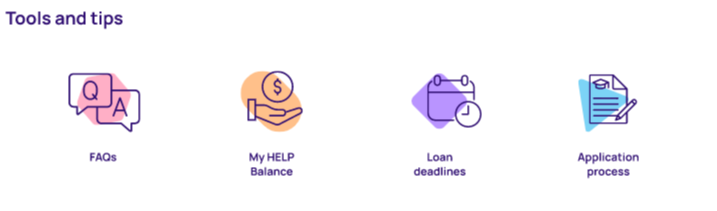 Tools and tips
Q
A
$
FAQs
My HELP
Balance
Loan
deadlines
Application
process